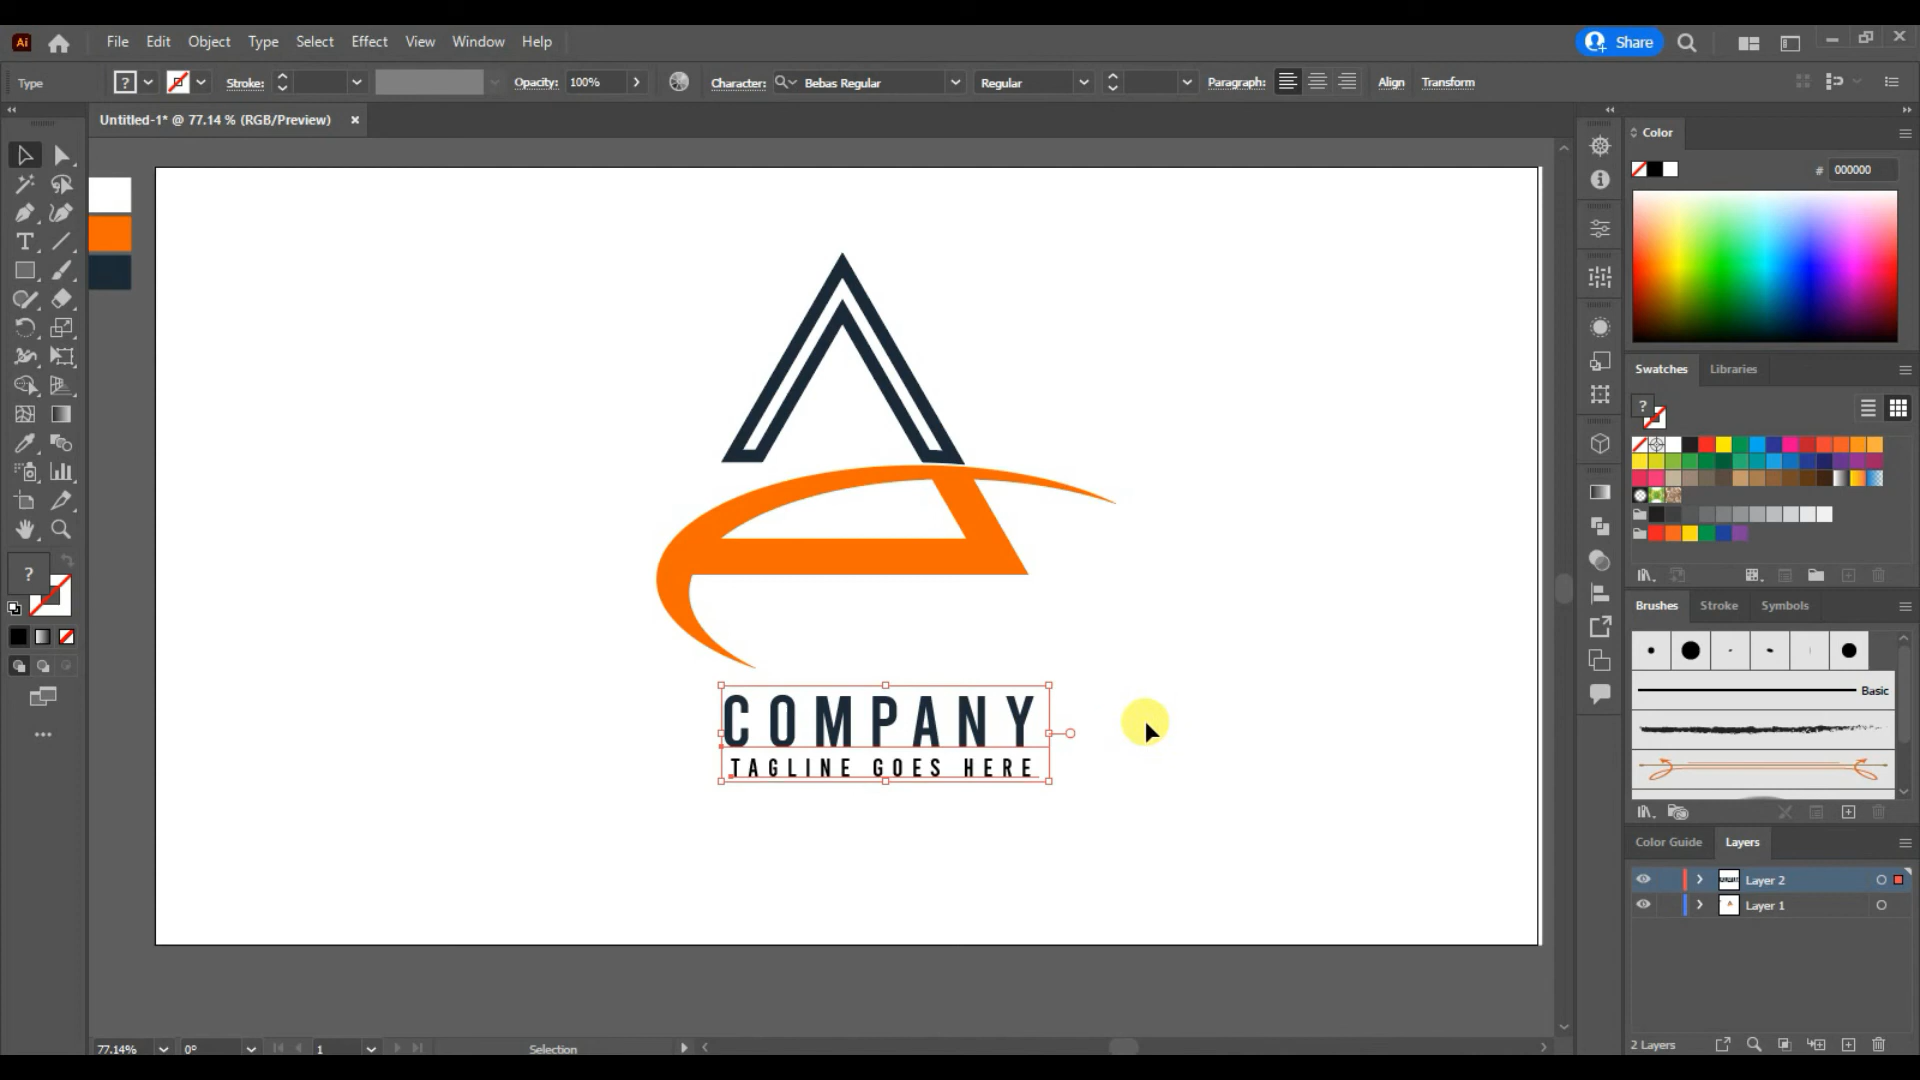 Ai File Edit Object Type Select Effect View Window Help Share
Type ? Stroke: Opacity: 100% Character: Bebas Regular Regular Paragraph: Align Transform
Untitled-1* @ 77.14 % (RGB/Preview)
Color
# 000000
Swatches Libraries
?
?
Brushes Stroke Symbols
Basic
COMPANY
TAGLINE GOES HERE
Color Guide Layers
Layer 2
Layer 1
77.14% 0° 1 Selection 2 Layers